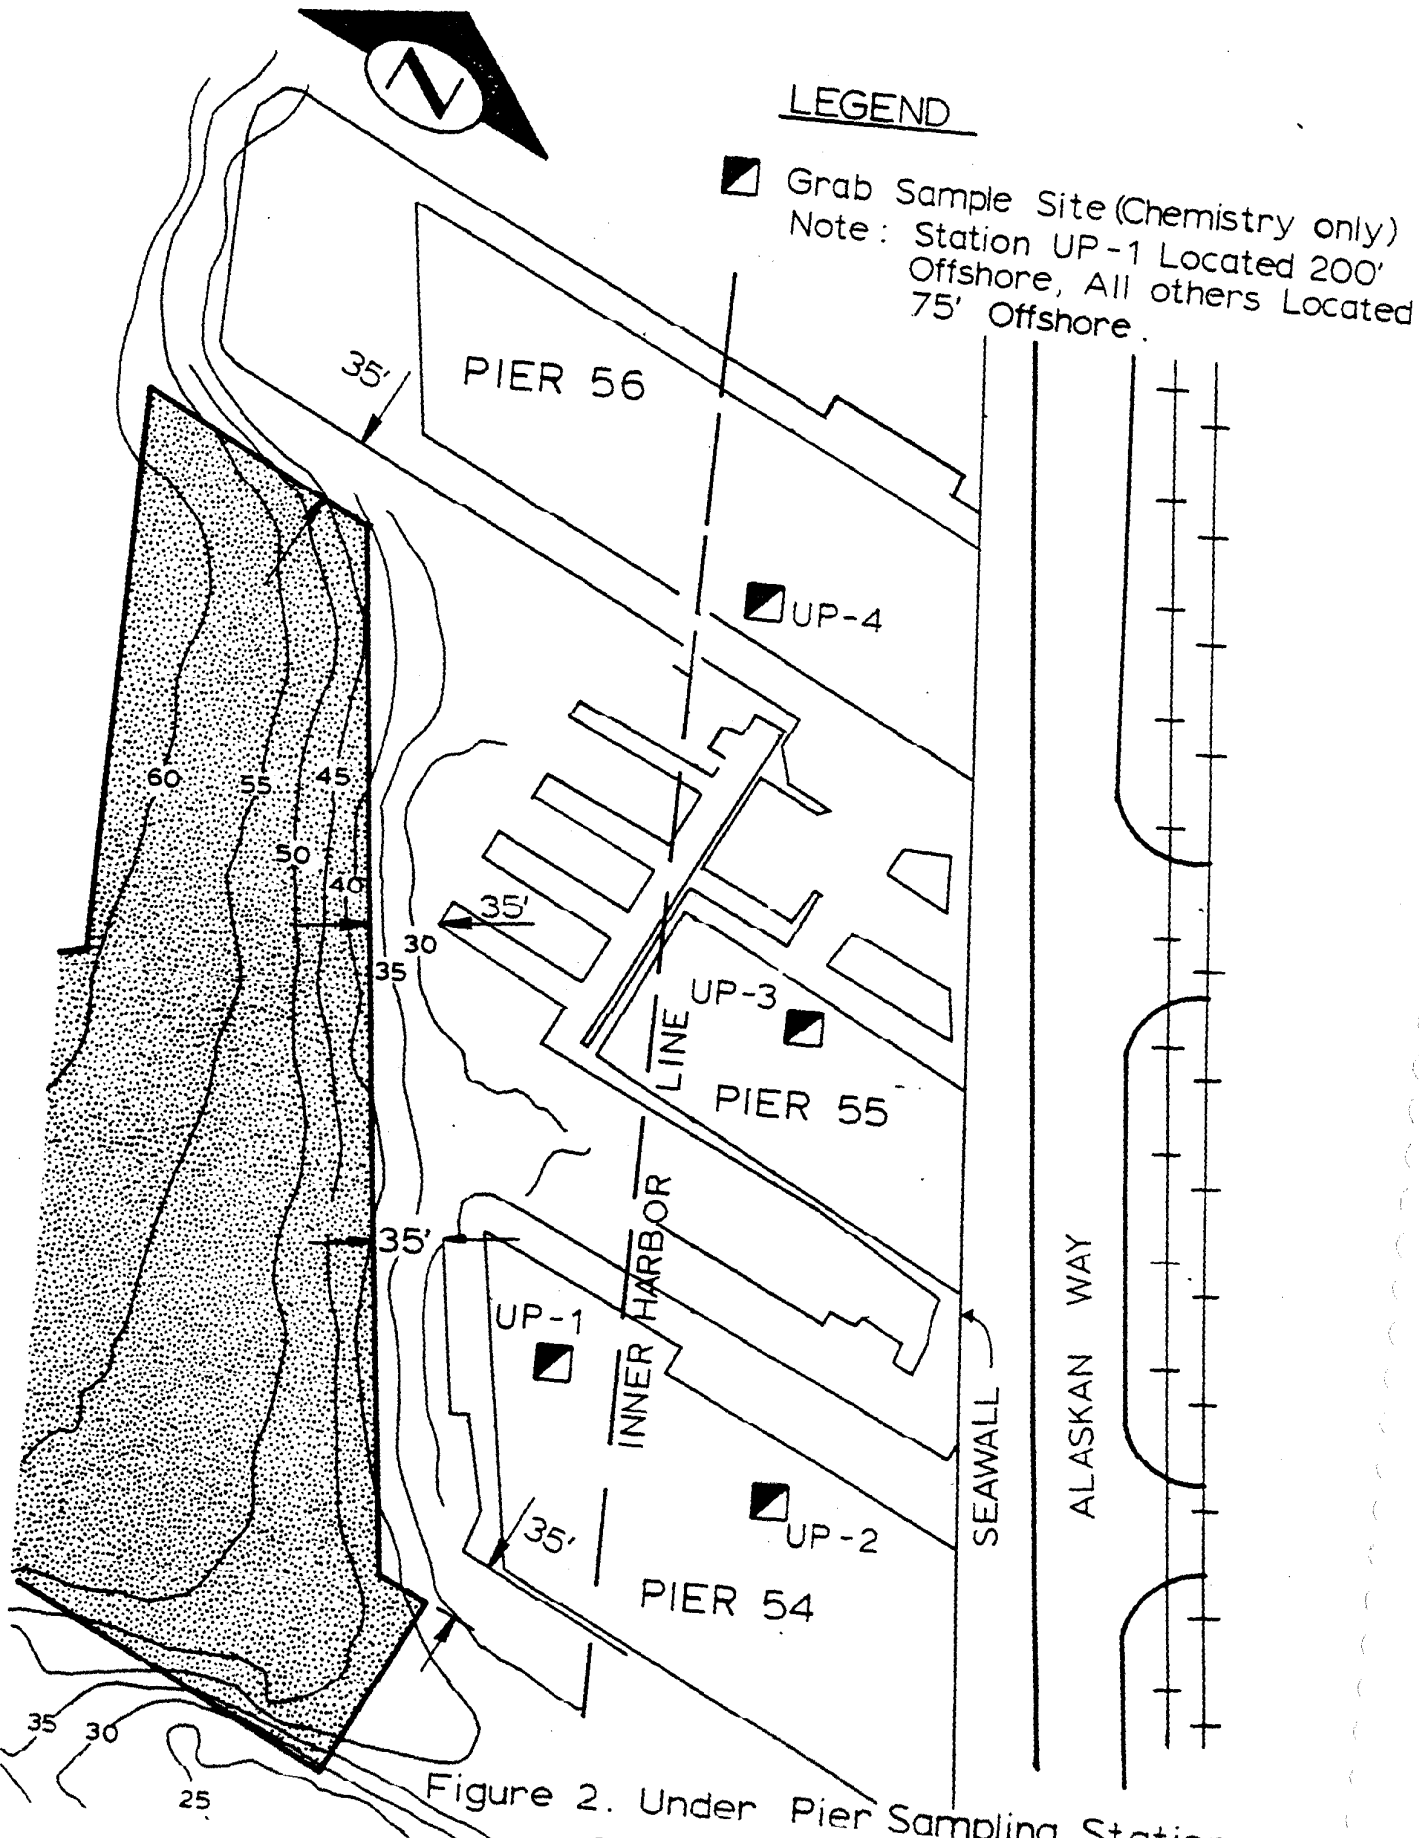 N
LEGEND
Grab Sample Site (Chemistry only)
Note: Station UP-1 Located 200'
Offshore, All others Located
75' Offshore.
35'
PIER 56
UP-4
60
55
45
50
40
35'
30
35
UP-3
PIER 55
INNER HARBOR LINE
35'
UP-1
SEAWALL
ALASKAN WAY
UP-2
35'
PIER 54
35
30
25
Figure 2. Under Pier Sampling